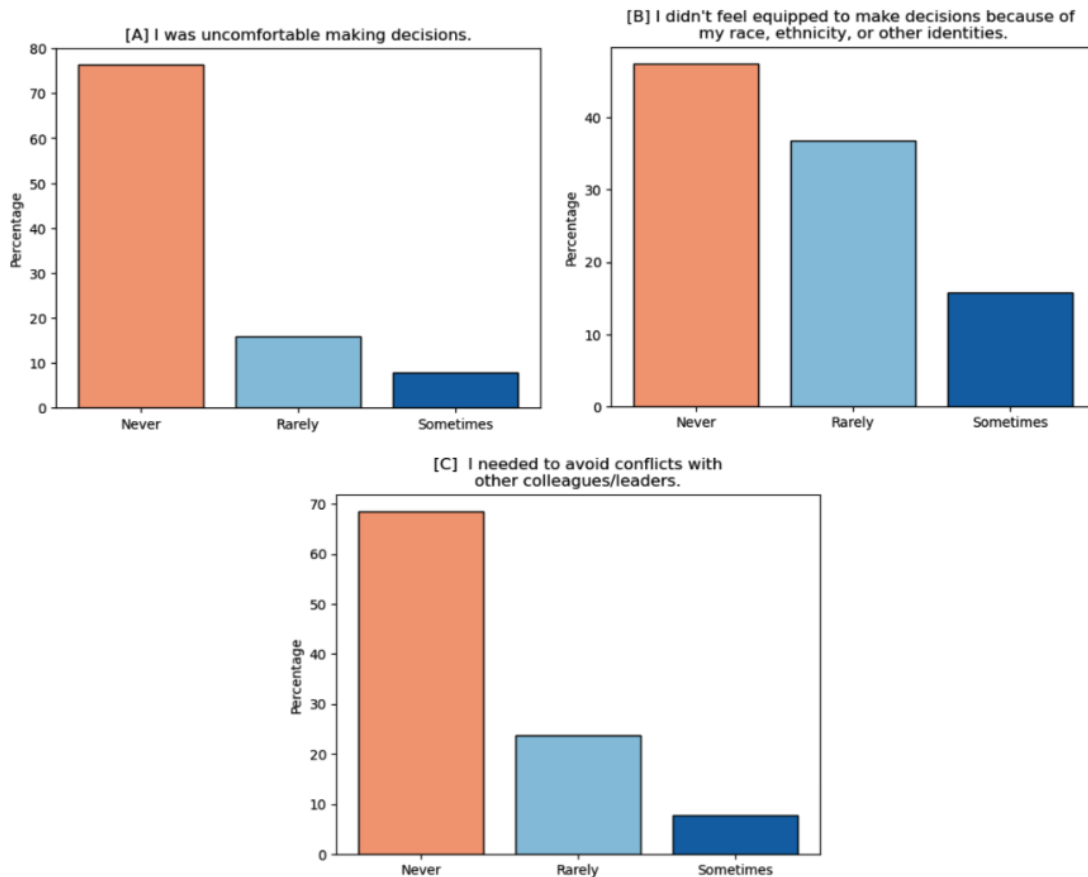 [A] I was uncomfortable making decisions.
80
70
60
50
40
30
20
10
0
Percentage
Never Rarely Sometimes
[B] I didn't feel equipped to make decisions because of
my race, ethnicity, or other identities.
40
30
20
10
0
Percentage
Never Rarely Sometimes
[C] I needed to avoid conflicts with
other colleagues/leaders.
70
60
50
40
30
20
10
0
Percentage
Never Rarely Sometimes